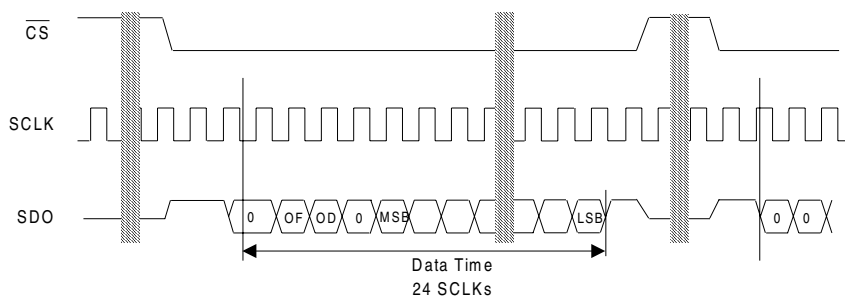 CS
SCLK
SDO 0 OF OD 0 MSB LSB 0 0
Data Time
24 SCLKs